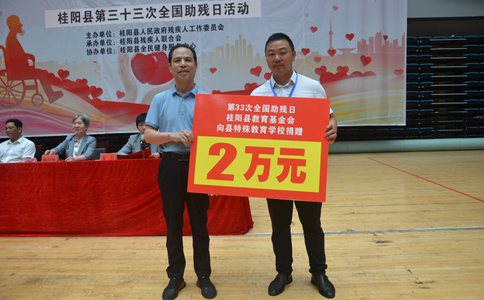 桂阳县第三十三次全国助残日活动
主办单位：桂阳县人民政府残疾人工作委员会
承办单位：桂阳县残疾人联合会
协办单位：桂阳县全民健身
中心
第33次全国助残日
桂阳县教育基金会
向县特殊教育学校捐赠
2万元